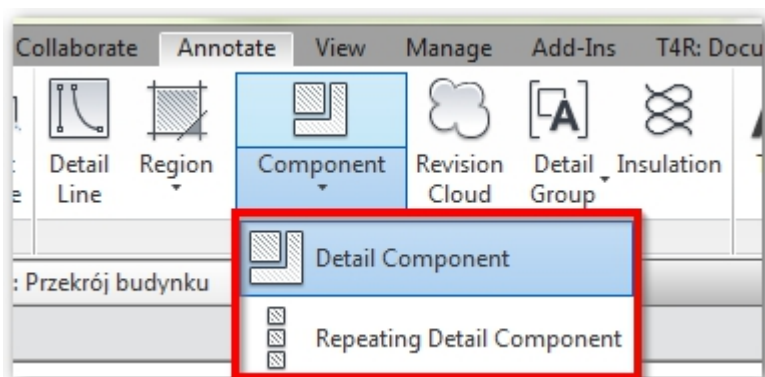 Collaborate Annotate View Manage Add-Ins T4R: Docu
Detail Line
Region
Component
Revision Cloud
Detail Group
Insulation
: Przekrój budynku
Detail Component
Repeating Detail Component